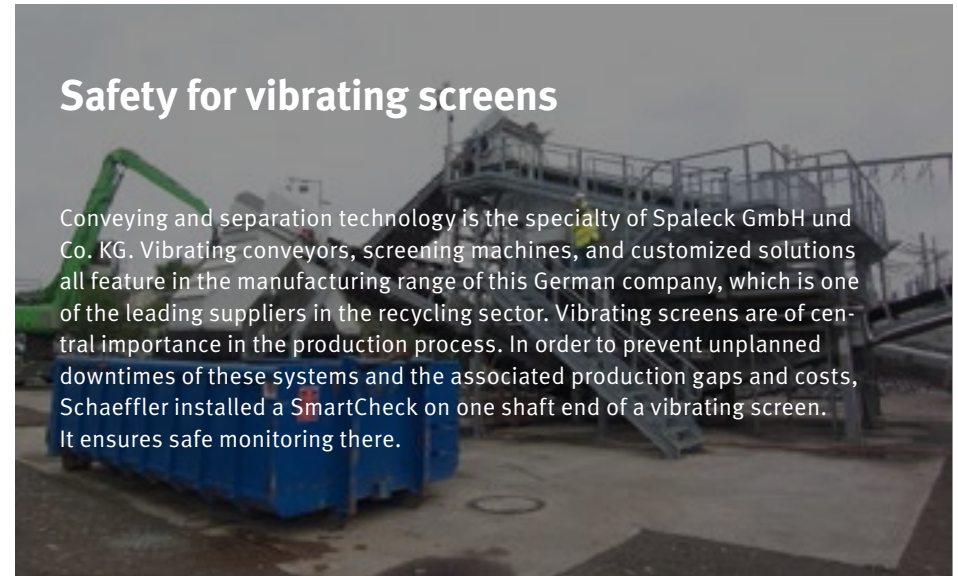 Safety for vibrating screens
Conveying and separation technology is the specialty of Spaleck GmbH und
Co. KG. Vibrating conveyors, screening machines, and customized solutions
all feature in the manufacturing range of this German company, which is one
of the leading suppliers in the recycling sector. Vibrating screens are of cen-
tral importance in the production process. In order to prevent unplanned
downtimes of these systems and the associated production gaps and costs,
Schaeffler installed a SmartCheck on one shaft end of a vibrating screen.
It ensures safe monitoring there.